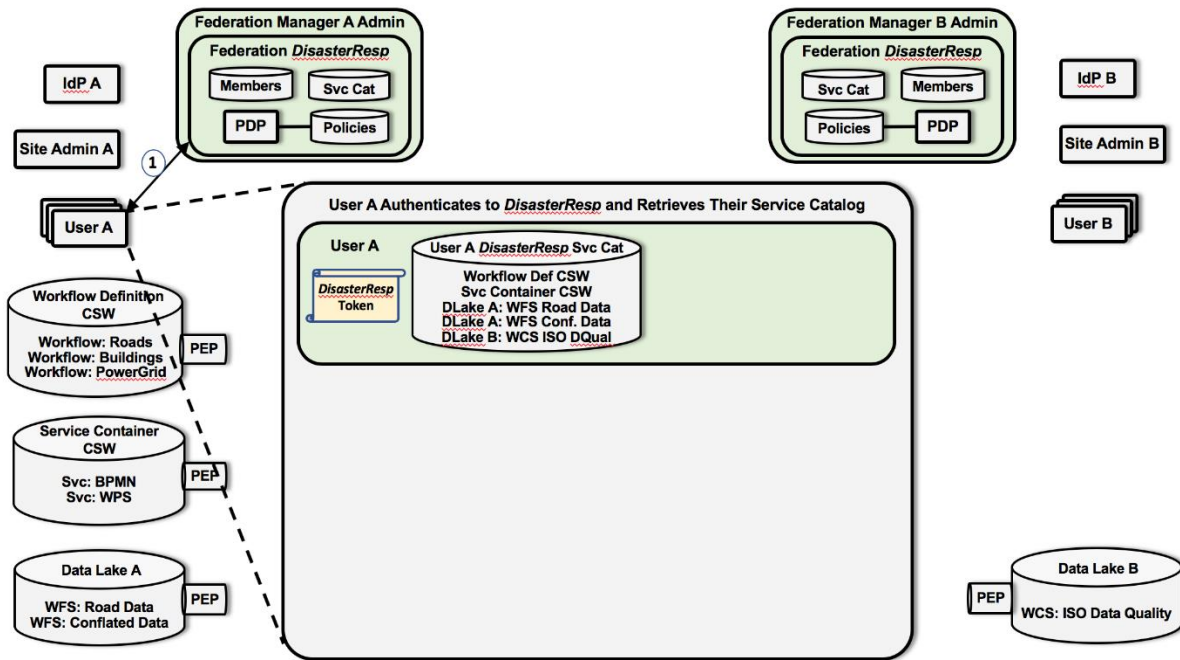 Federation Manager A Admin
Federation DisasterResp
Members
Svc Cat
PDP
Policies
Federation Manager B Admin
Federation DisasterResp
Svc Cat
Members
Policies
PDP
IdP A
Site Admin A
1
User A
IdP B
Site Admin B
User B
User A Authenticates to DisasterResp and Retrieves Their Service Catalog
User A
DisasterResp
Token
User A DisasterResp Svc Cat
Workflow Def CSW
Svc Container CSW
DLake A: WFS Road Data
DLake A: WFS Conf. Data
DLake B: WCS ISO DQual
Workflow Definition
CSW
Workflow: Roads
Workflow: Buildings
Workflow: PowerGrid
PEP
Service Container
CSW
Svc: BPMN
Svc: WPS
PEP
Data Lake A
WFS: Road Data
WFS: Conflated Data
PEP
PEP
Data Lake B
WCS: ISO Data Quality